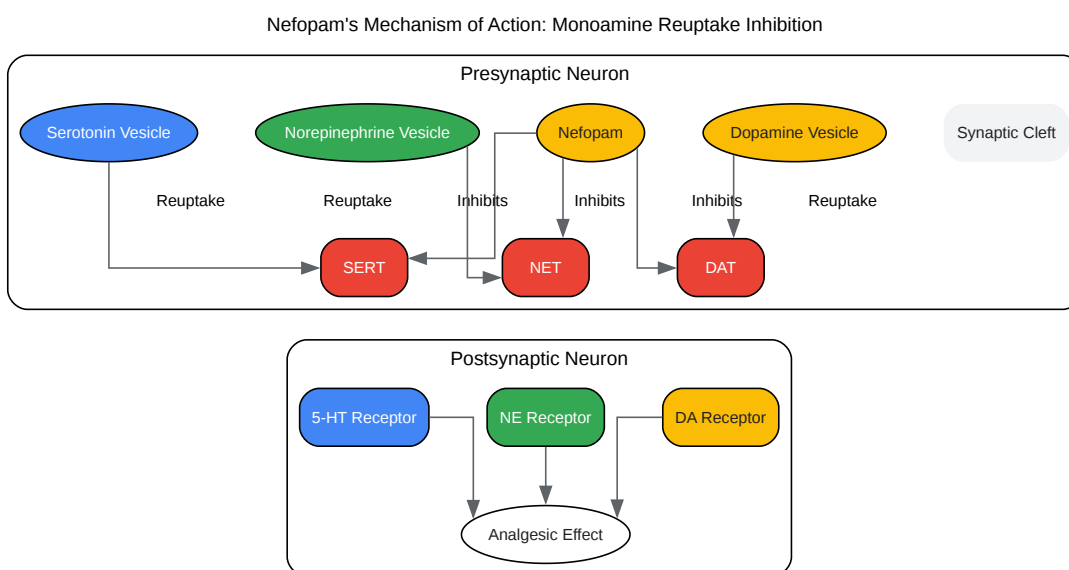 Nefopam's Mechanism of Action: Monoamine Reuptake Inhibition
Presynaptic Neuron
Serotonin Vesicle
Norepinephrine Vesicle
Nefopam
Dopamine Vesicle
Synaptic Cleft
Reuptake
Reuptake
Inhibits
Inhibits
Inhibits
Reuptake
SERT
NET
DAT
Postsynaptic Neuron
5-HT Receptor
NE Receptor
DA Receptor
Analgesic Effect